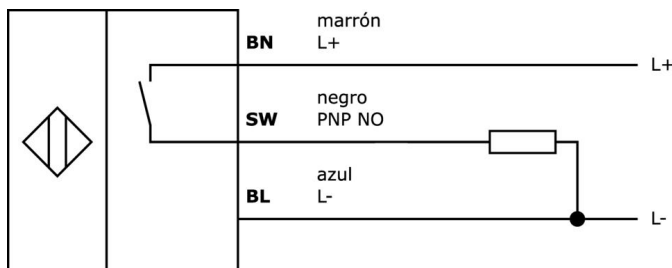 marrón
BN L+
L+
negro
SW PNP NO
azul
BL L-
L-